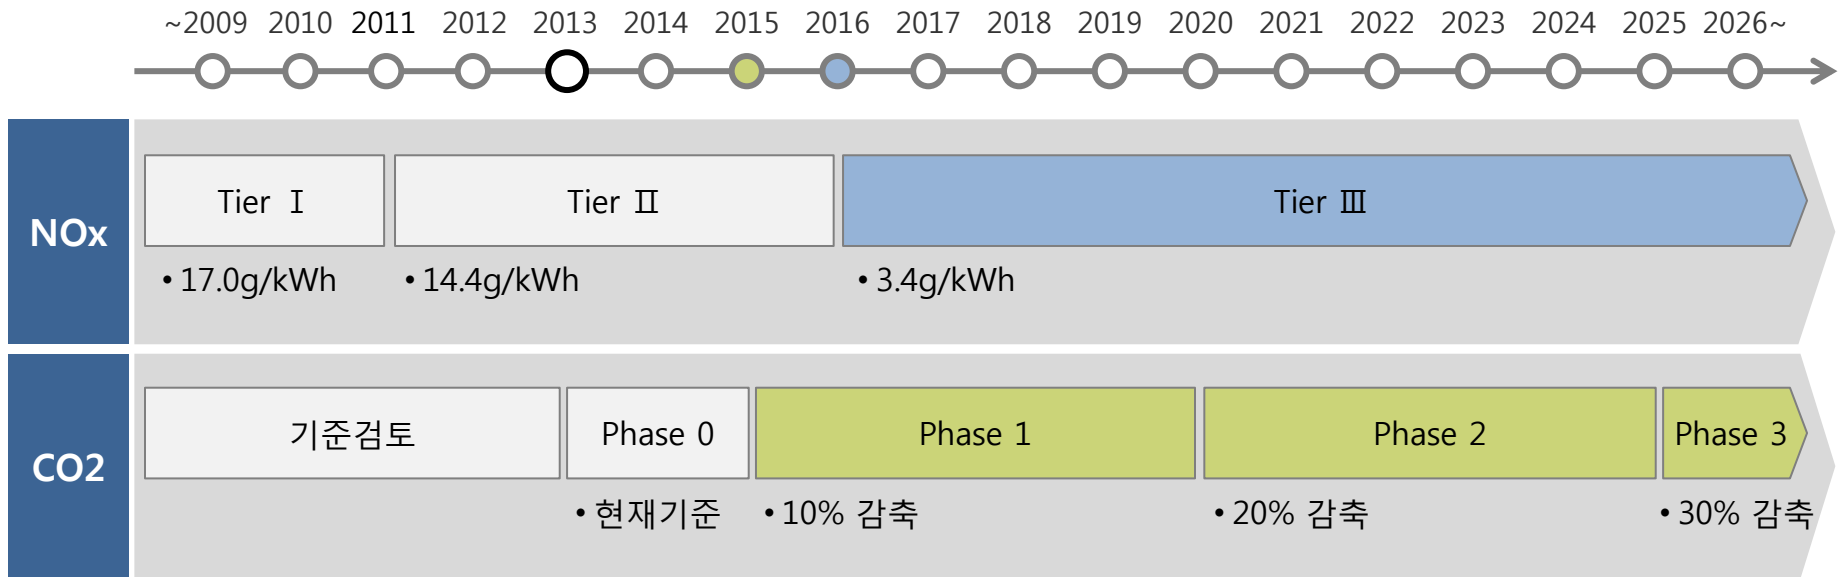 ~2009 2010 2011 2012 2013 2014 2015 2016 2017 2018 2019 2020 2021 2022 2023 2024 2025 2026~
NOx
Tier Ⅰ Tier Ⅱ Tier Ⅲ
• 17.0g/kWh • 14.4g/kWh • 3.4g/kWh
CO2
기준검토 Phase 0 Phase 1 Phase 2 Phase 3
• 현재기준 • 10% 감축 • 20% 감축 • 30% 감축